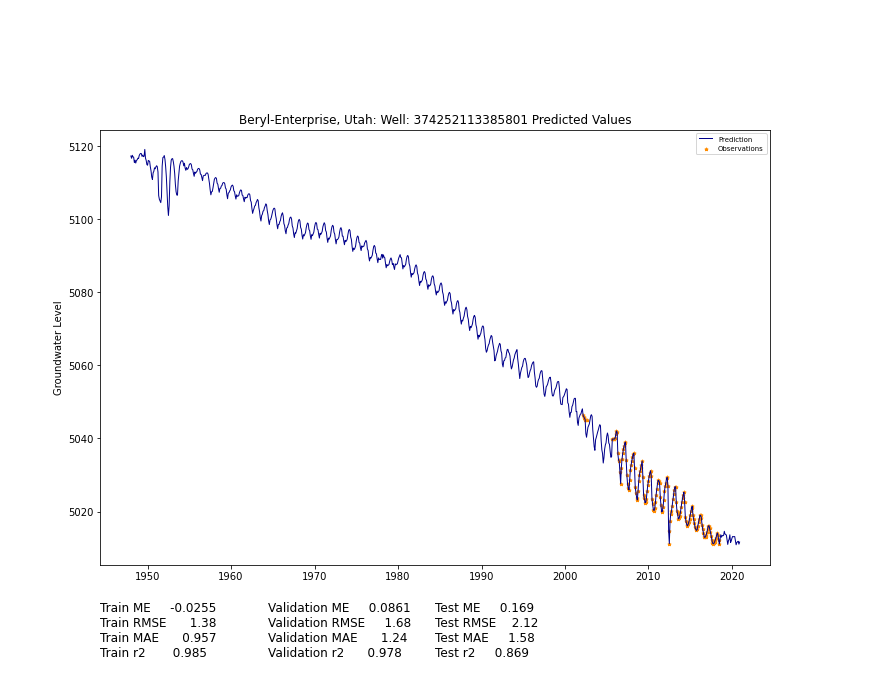 Beryl-Enterprise, Utah: Well: 374252113385801 Predicted Values
Prediction
Observations
Groundwater Level
5120
5100
5080
5060
5040
5020
1950 1960 1970 1980 1990 2000 2010 2020
Train ME -0.0255 Validation ME 0.0861 Test ME 0.169
Train RMSE 1.38 Validation RMSE 1.68 Test RMSE 2.12
Train MAE 0.957 Validation MAE 1.24 Test MAE 1.58
Train r2 0.985 Validation r2 0.978 Test r2 0.869